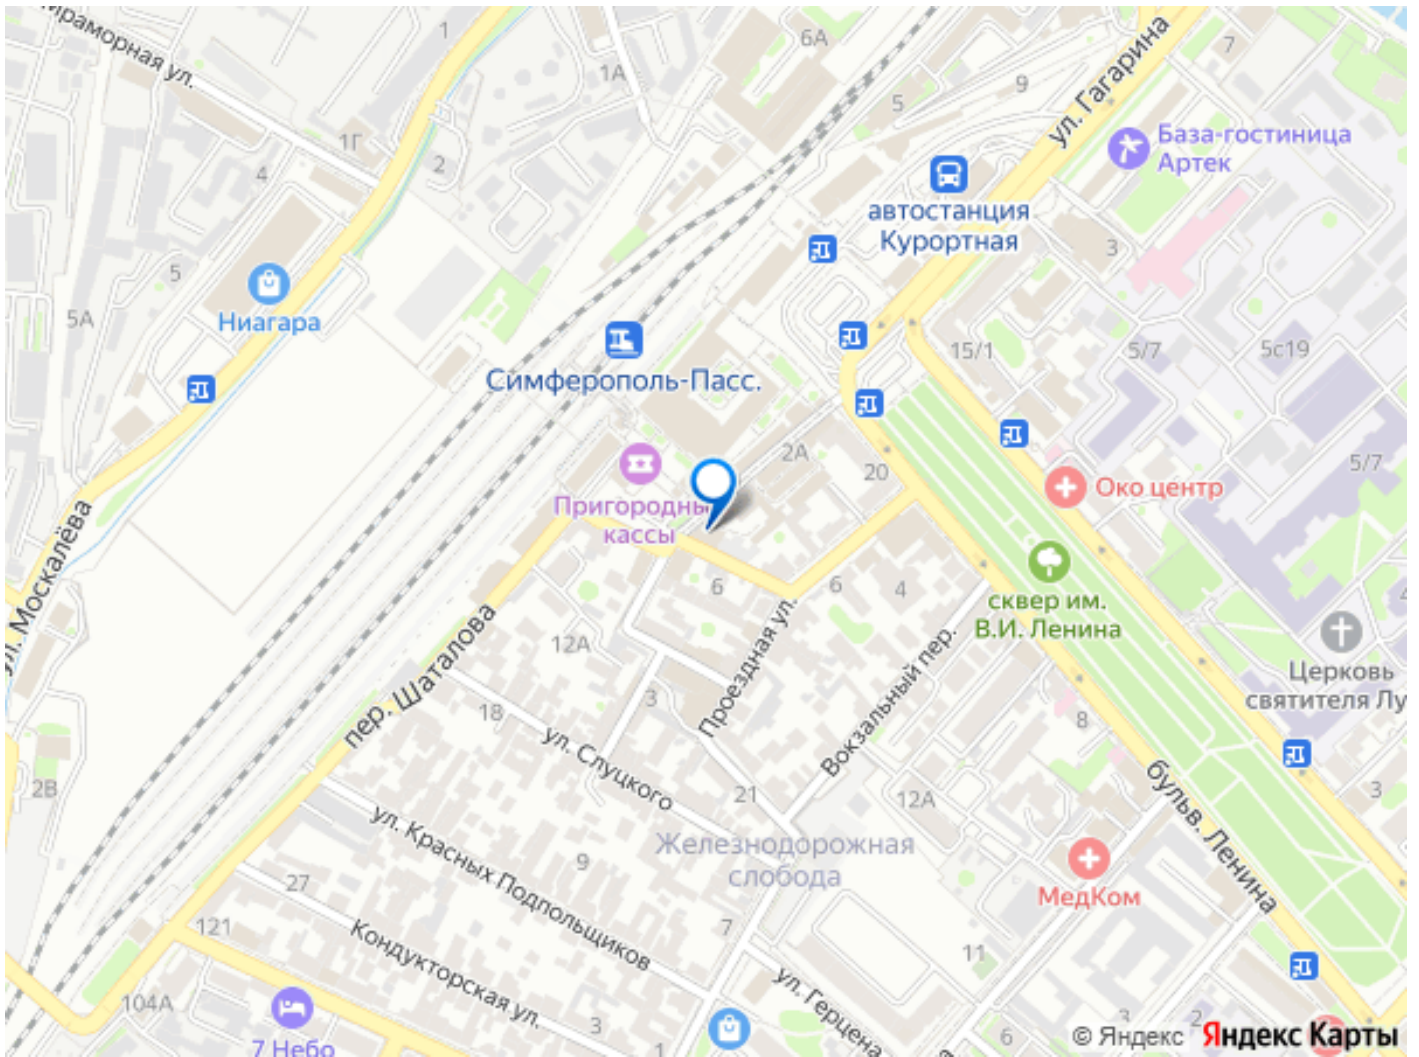 1
6А
7
ул. Гагарина
1А
9
5
База-гостиница
Артек
1Г
2
4
автостанция
Курортная
3
5
5А
Ниагара
15/1
5/7
5с19
Симферополь-Пасс.
2А
20
5/7
Око центр
Пригородн
кассы
ул. Москалёва
6
6
4
сквер им.
В.И. Ленина
Церковь
святителя Лу
пер. Шаталова
12А
Проездная ул.
Вокзальный пер.
3
18
8
ул. Слуцкого
2В
21
12А
3
бульв. Ленина
ул. Красных Подпольщиков
Железнодорожная
слобода
9
МедКом
27
121
7
Кондукторская ул.
11
ул. Герцена
104А
3
7 Небо
1
6
3
2
© Яндекс Яндекс Карты